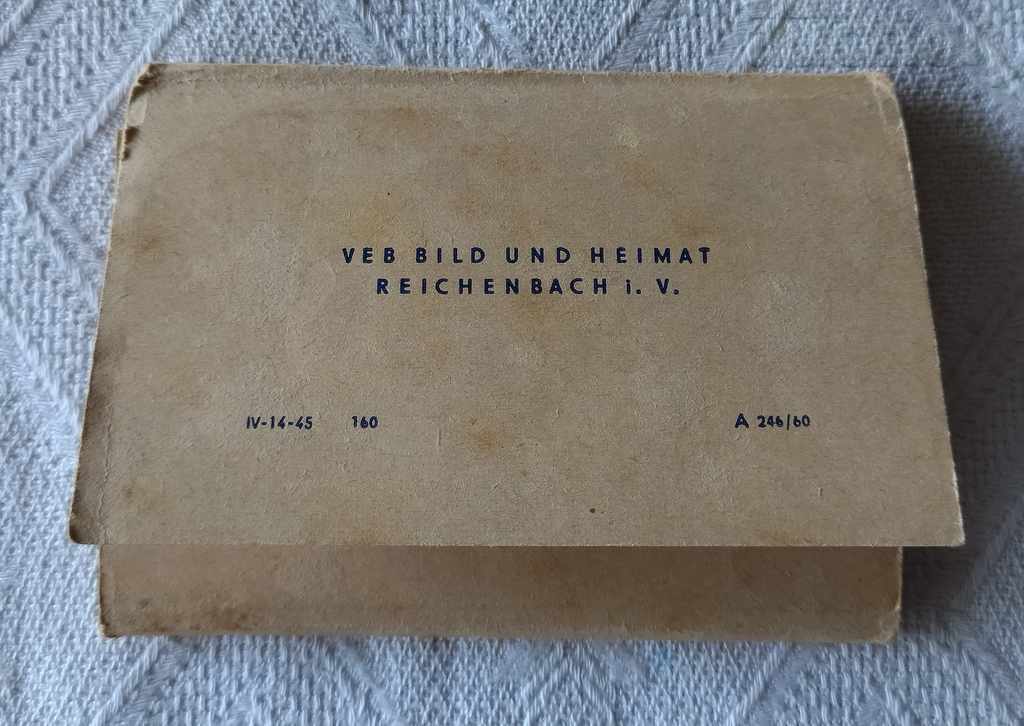 VEB BILD UND HEIMAT
REICHENBACH i. V.
IV-14-45 160 A 246/60